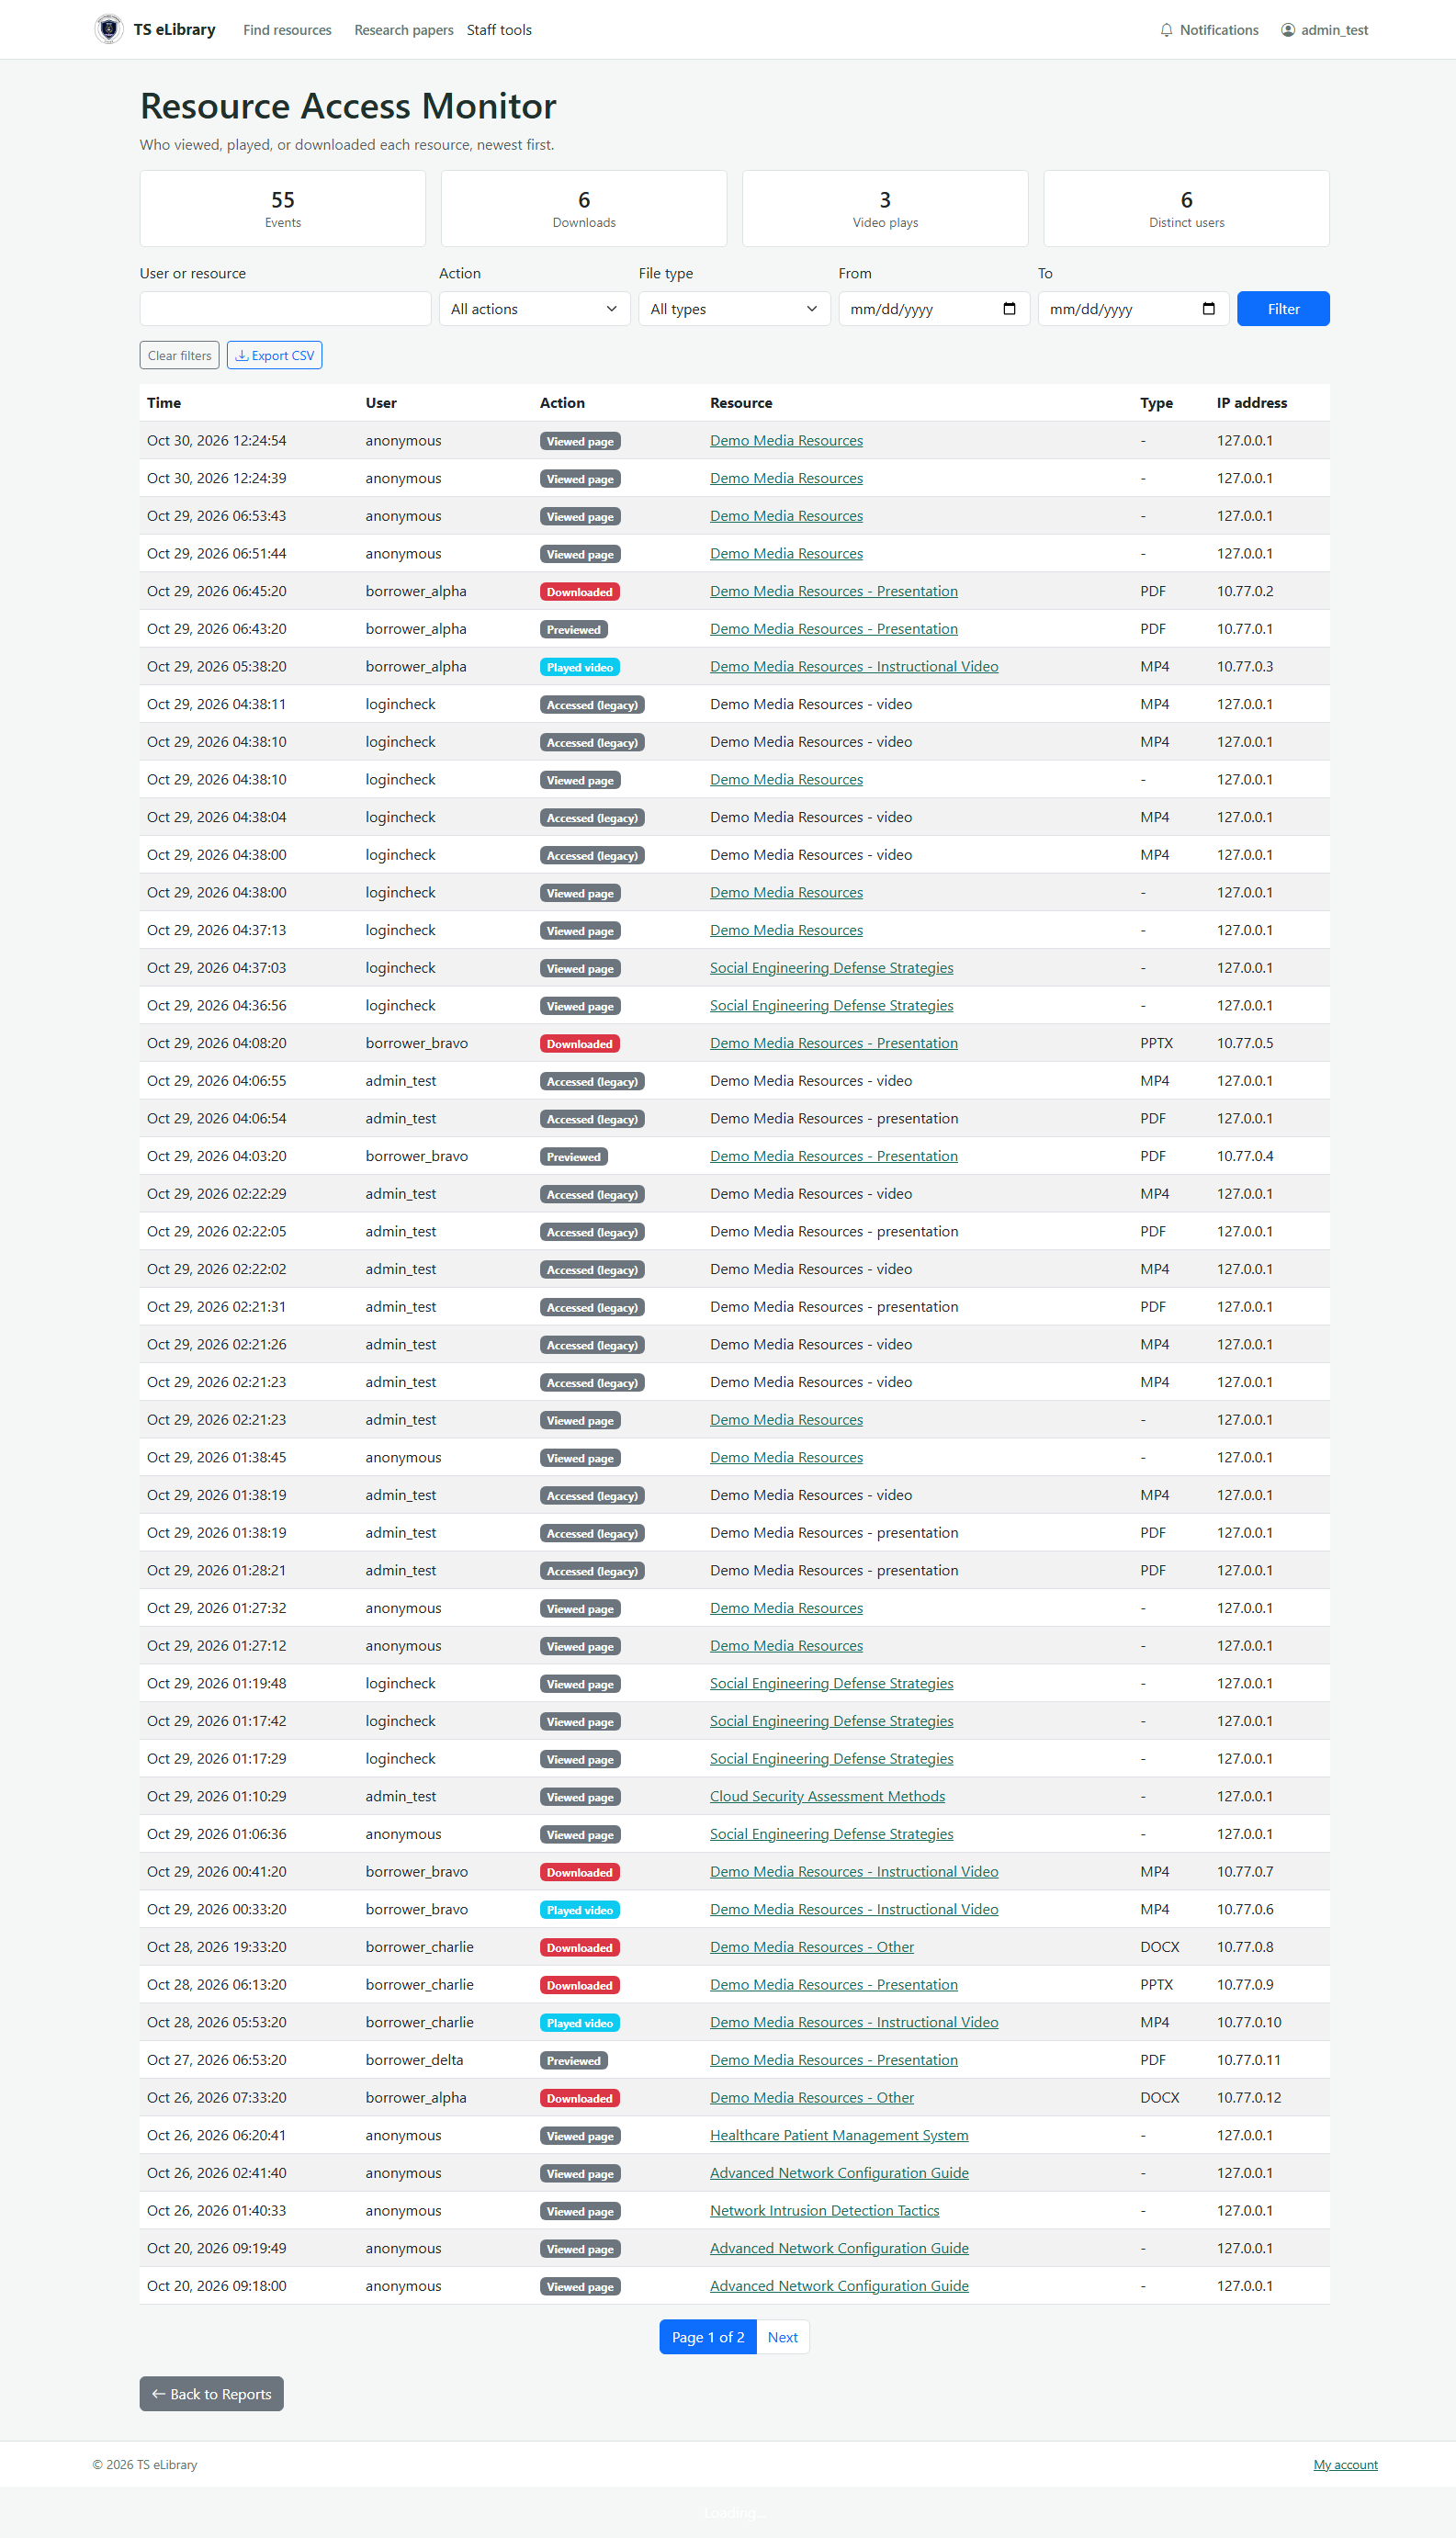 TS eLibrary Find resources Research papers Staff tools Notifications admin_test
Resource Access Monitor
Who viewed, played, or downloaded each resource, newest first.
55 6 3 6
Events Downloads Video plays Distinct users
User or resource Action File type From To
All actions All types mm/dd/yyyy mm/dd/yyyy Filter
Clear filters Export CSV
Time User Action Resource Type IP address
Oct 30, 2026 12:24:54 anonymous Viewed page Demo Media Resources - 127.0.0.1
Oct 30, 2026 12:24:39 anonymous Viewed page Demo Media Resources - 127.0.0.1
Oct 29, 2026 06:53:43 anonymous Viewed page Demo Media Resources - 127.0.0.1
Oct 29, 2026 06:51:44 anonymous Viewed page Demo Media Resources - 127.0.0.1
Oct 29, 2026 06:45:20 borrower_alpha Downloaded Demo Media Resources - Presentation PDF 10.77.0.2
Oct 29, 2026 06:43:20 borrower_alpha Previewed Demo Media Resources - Presentation PDF 10.77.0.1
Oct 29, 2026 05:38:20 borrower_alpha Played video Demo Media Resources - Instructional Video MP4 10.77.0.3
Oct 29, 2026 04:38:11 logincheck Accessed (legacy) Demo Media Resources - video MP4 127.0.0.1
Oct 29, 2026 04:38:10 logincheck Accessed (legacy) Demo Media Resources - video MP4 127.0.0.1
Oct 29, 2026 04:38:10 logincheck Viewed page Demo Media Resources - 127.0.0.1
Oct 29, 2026 04:38:04 logincheck Accessed (legacy) Demo Media Resources - video MP4 127.0.0.1
Oct 29, 2026 04:38:00 logincheck Accessed (legacy) Demo Media Resources - video MP4 127.0.0.1
Oct 29, 2026 04:38:00 logincheck Viewed page Demo Media Resources - 127.0.0.1
Oct 29, 2026 04:37:13 logincheck Viewed page Demo Media Resources - 127.0.0.1
Oct 29, 2026 04:37:03 logincheck Viewed page Social Engineering Defense Strategies - 127.0.0.1
Oct 29, 2026 04:36:56 logincheck Viewed page Social Engineering Defense Strategies - 127.0.0.1
Oct 29, 2026 04:08:20 borrower_bravo Downloaded Demo Media Resources - Presentation PPTX 10.77.0.5
Oct 29, 2026 04:06:55 admin_test Accessed (legacy) Demo Media Resources - video MP4 127.0.0.1
Oct 29, 2026 04:06:54 admin_test Accessed (legacy) Demo Media Resources - presentation PDF 127.0.0.1
Oct 29, 2026 04:03:20 borrower_bravo Previewed Demo Media Resources - Presentation PDF 10.77.0.4
Oct 29, 2026 02:22:29 admin_test Accessed (legacy) Demo Media Resources - video MP4 127.0.0.1
Oct 29, 2026 02:22:05 admin_test Accessed (legacy) Demo Media Resources - presentation PDF 127.0.0.1
Oct 29, 2026 02:22:02 admin_test Accessed (legacy) Demo Media Resources - video MP4 127.0.0.1
Oct 29, 2026 02:21:31 admin_test Accessed (legacy) Demo Media Resources - presentation PDF 127.0.0.1
Oct 29, 2026 02:21:26 admin_test Accessed (legacy) Demo Media Resources - video MP4 127.0.0.1
Oct 29, 2026 02:21:23 admin_test Accessed (legacy) Demo Media Resources - video MP4 127.0.0.1
Oct 29, 2026 02:21:23 admin_test Viewed page Demo Media Resources - 127.0.0.1
Oct 29, 2026 01:38:45 anonymous Viewed page Demo Media Resources - 127.0.0.1
Oct 29, 2026 01:38:19 admin_test Accessed (legacy) Demo Media Resources - video MP4 127.0.0.1
Oct 29, 2026 01:38:19 admin_test Accessed (legacy) Demo Media Resources - presentation PDF 127.0.0.1
Oct 29, 2026 01:28:21 admin_test Accessed (legacy) Demo Media Resources - presentation PDF 127.0.0.1
Oct 29, 2026 01:27:32 anonymous Viewed page Demo Media Resources - 127.0.0.1
Oct 29, 2026 01:27:12 anonymous Viewed page Demo Media Resources - 127.0.0.1
Oct 29, 2026 01:19:48 logincheck Viewed page Social Engineering Defense Strategies - 127.0.0.1
Oct 29, 2026 01:17:42 logincheck Viewed page Social Engineering Defense Strategies - 127.0.0.1
Oct 29, 2026 01:17:29 logincheck Viewed page Social Engineering Defense Strategies - 127.0.0.1
Oct 29, 2026 01:10:29 admin_test Viewed page Cloud Security Assessment Methods - 127.0.0.1
Oct 29, 2026 01:06:36 anonymous Viewed page Social Engineering Defense Strategies - 127.0.0.1
Oct 29, 2026 00:41:20 borrower_bravo Downloaded Demo Media Resources - Instructional Video MP4 10.77.0.7
Oct 29, 2026 00:33:20 borrower_bravo Played video Demo Media Resources - Instructional Video MP4 10.77.0.6
Oct 28, 2026 19:33:20 borrower_charlie Downloaded Demo Media Resources - Other DOCX 10.77.0.8
Oct 28, 2026 06:13:20 borrower_charlie Downloaded Demo Media Resources - Presentation PPTX 10.77.0.9
Oct 28, 2026 05:53:20 borrower_charlie Played video Demo Media Resources - Instructional Video MP4 10.77.0.10
Oct 27, 2026 06:53:20 borrower_delta Previewed Demo Media Resources - Presentation PDF 10.77.0.11
Oct 26, 2026 07:33:20 borrower_alpha Downloaded Demo Media Resources - Other DOCX 10.77.0.12
Oct 26, 2026 06:20:41 anonymous Viewed page Healthcare Patient Management System - 127.0.0.1
Oct 26, 2026 02:41:40 anonymous Viewed page Advanced Network Configuration Guide - 127.0.0.1
Oct 26, 2026 01:40:33 anonymous Viewed page Network Intrusion Detection Tactics - 127.0.0.1
Oct 20, 2026 09:19:49 anonymous Viewed page Advanced Network Configuration Guide - 127.0.0.1
Oct 20, 2026 09:18:00 anonymous Viewed page Advanced Network Configuration Guide - 127.0.0.1
Page 1 of 2 Next
← Back to Reports
© 2026 TS eLibrary My account
Loading...